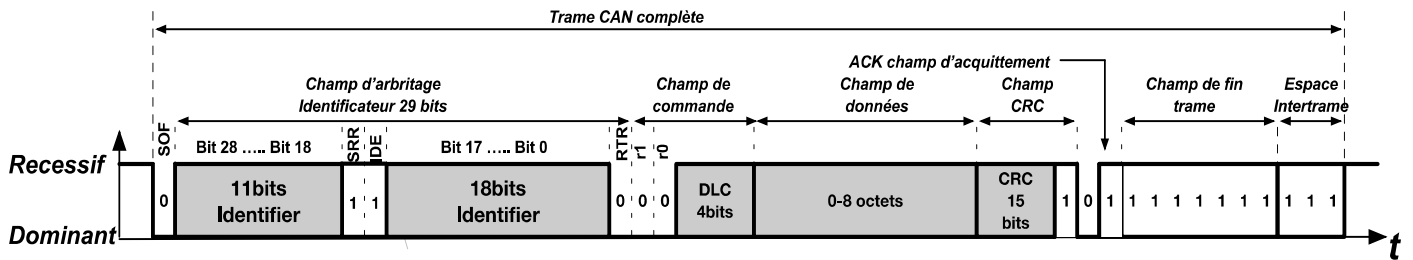 Trame CAN complète
ACK champ d'acquittement
Champ d'arbritage
Identificateur 29 bits
Champ de
commande
Champ de
données
Champ
CRC
Champ de fin
trame
Espace
Intertrame
SOF
Bit 28 ..... Bit 18
SRR
IDE
Bit 17 ..... Bit 0
RTR
r1
r0
Recessif
0
11bits
Identifier
1
1
18bits
Identifier
0
0
0
DLC
4bits
0-8 octets
CRC
15
bits
1
0
1
1
1
1
1
1
1
1
1
1
1
Dominant
t